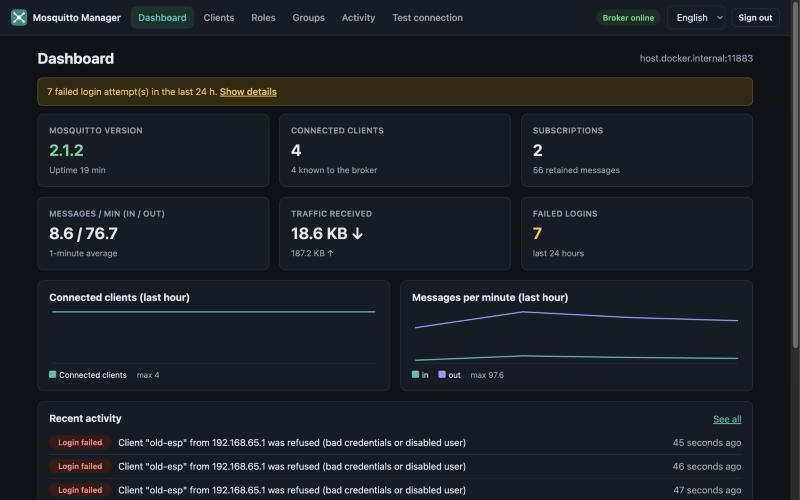 Mosquitto Manager Dashboard Clients Roles Groups Activity Test connection Broker online English Sign out
Dashboard host.docker.internal:11883
7 failed login attempt(s) in the last 24 h. Show details
MOSQUITTO VERSION
2.1.2
Uptime 19 min
CONNECTED CLIENTS
4
4 known to the broker
SUBSCRIPTIONS
2
56 retained messages
MESSAGES / MIN (IN / OUT)
8.6 / 76.7
1-minute average
TRAFFIC RECEIVED
18.6 KB ↓
187.2 KB ↑
FAILED LOGINS
7
last 24 hours
Connected clients (last hour)
Connected clients max 4
Messages per minute (last hour)
in out max 97.6
Recent activity See all
Login failed Client "old-esp" from 192.168.65.1 was refused (bad credentials or disabled user) 45 seconds ago
Login failed Client "old-esp" from 192.168.65.1 was refused (bad credentials or disabled user) 46 seconds ago
Login failed Client "old-esp" from 192.168.65.1 was refused (bad credentials or disabled user) 47 seconds ago